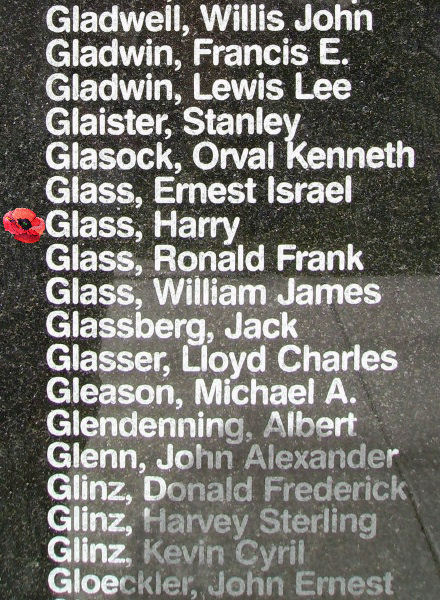 Gladwell, Willis John
Gladwin, Francis E.
Gladwin, Lewis Lee
Glaister, Stanley
Glasock, Orval Kenneth
Glass, Ernest Israel
Glass, Harry
Glass, Ronald Frank
Glass, William James
Glassberg, Jack
Glasser, Lloyd Charles
Gleason, Michael A.
Glendenning, Albert
Glenn, John Alexander
Glinz, Donald Frederick
Glinz, Harvey Sterling
Glinz, Kevin Cyril
Gloeckler, John Ernest